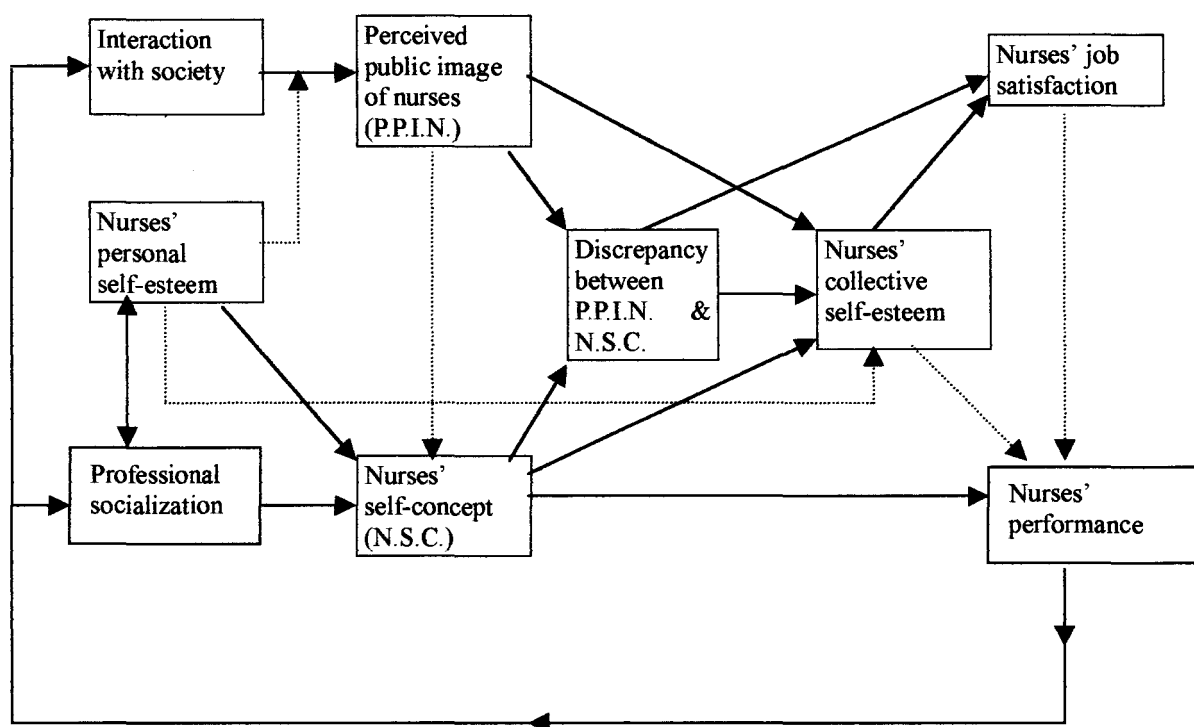 Interaction
with society
Perceived
public image
of nurses
(P.P.I.N.)
Nurses' job
satisfaction
Nurses'
personal
self-esteem
Discrepancy
between
P.P.I.N. &
N.S.C.
Nurses'
collective
self-esteem
Professional
socialization
Nurses'
self-concept
(N.S.C.)
Nurses'
performance